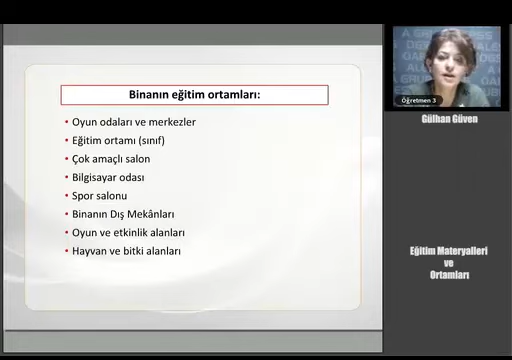 Binanın eğitim ortamları:
• Oyun odaları ve merkezler
• Eğitim ortamı (sınıf)
• Çok amaçlı salon
• Bilgisayar odası
• Spor salonu
• Binanın Dış Mekânları
• Oyun ve etkinlik alanları
• Hayvan ve bitki alanları
Öğretmen 3
Gülhan Güven
Eğitim Materyalleri
ve
Ortamları